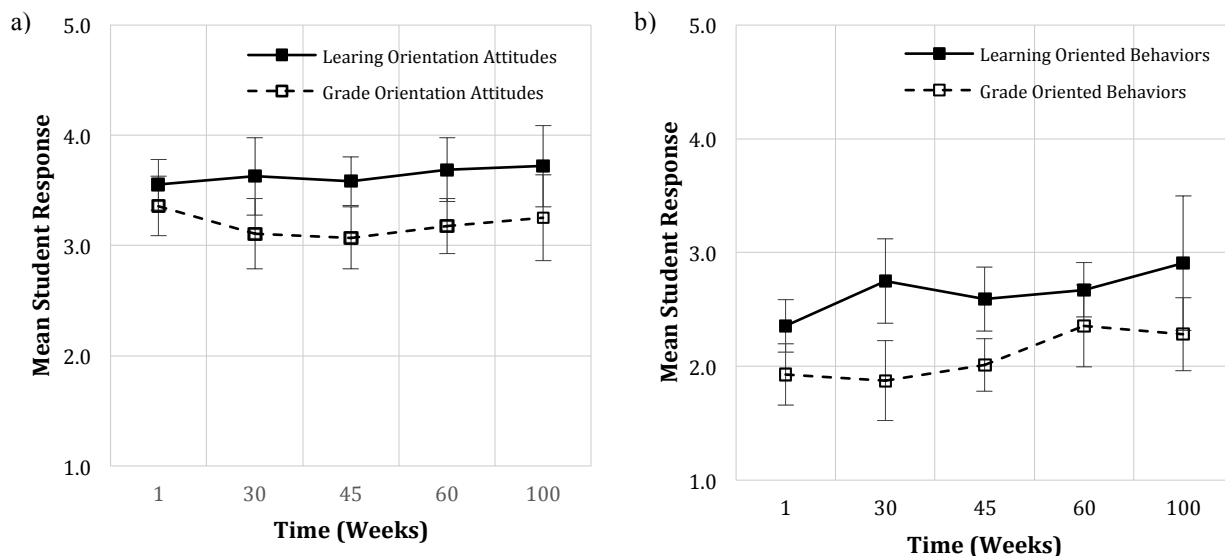 a)
Mean Student Response
5.0
4.0
3.0
2.0
1.0
Learing Orientation Attitudes
Grade Orientation Attitudes
1 30 45 60 100
Time (Weeks)
b)
Mean Student Response
5.0
4.0
3.0
2.0
1.0
Learning Oriented Behaviors
Grade Oriented Behaviors
1 30 45 60 100
Time (Weeks)